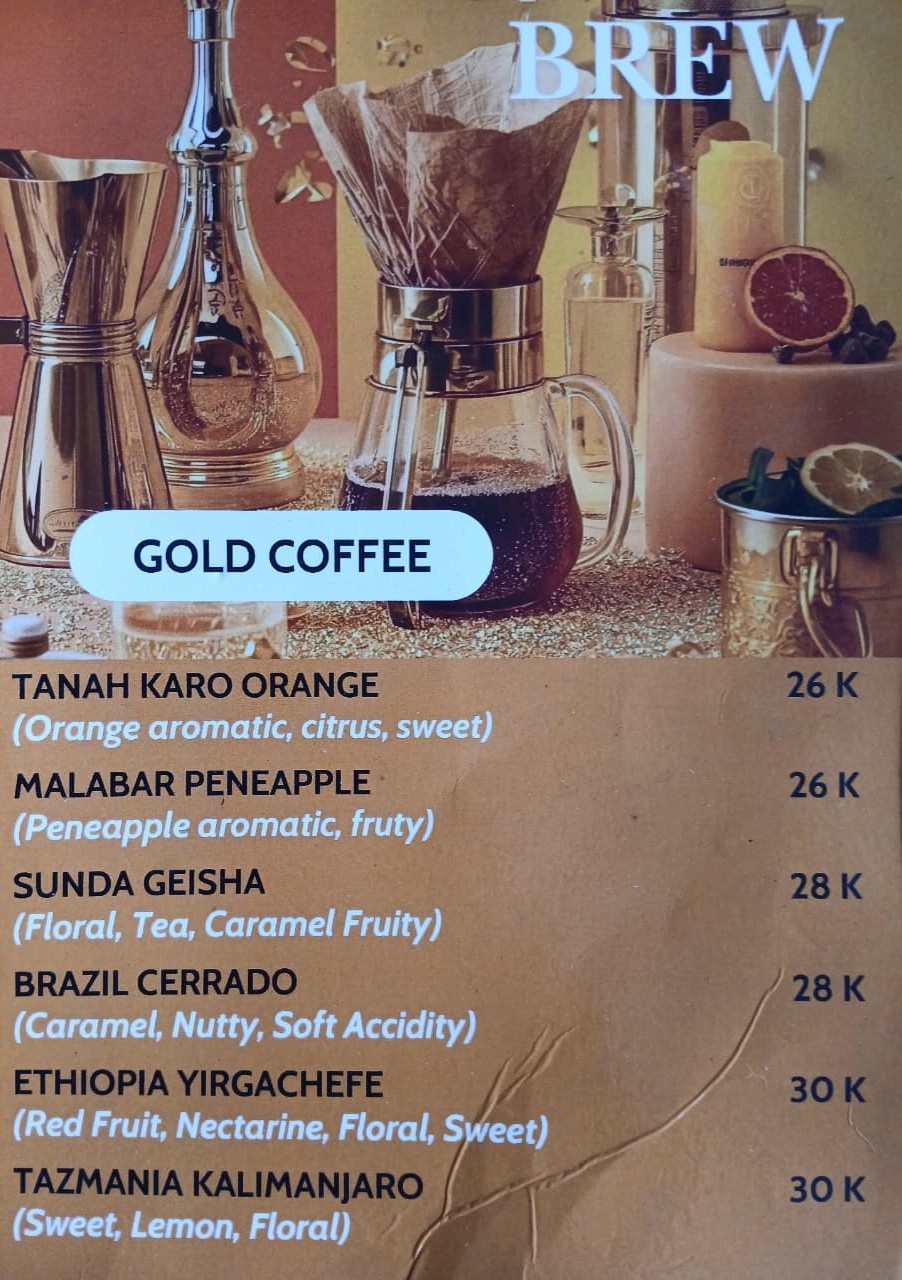 BREW
GOLD COFFEE
TANAH KARO ORANGE 26 K
(Orange aromatic, citrus, sweet)
MALABAR PENEAPPLE 26 K
(Peneapple aromatic, fruty)
SUNDA GEISHA 28 K
(Floral, Tea, Caramel Fruity)
BRAZIL CERRADO 28 K
(Caramel, Nutty, Soft Accidity)
ETHIOPIA YIRGACHEFE 30 K
(Red Fruit, Nectarine, Floral, Sweet)
TAZMANIA KALIMANJARO 30 K
(Sweet, Lemon, Floral)